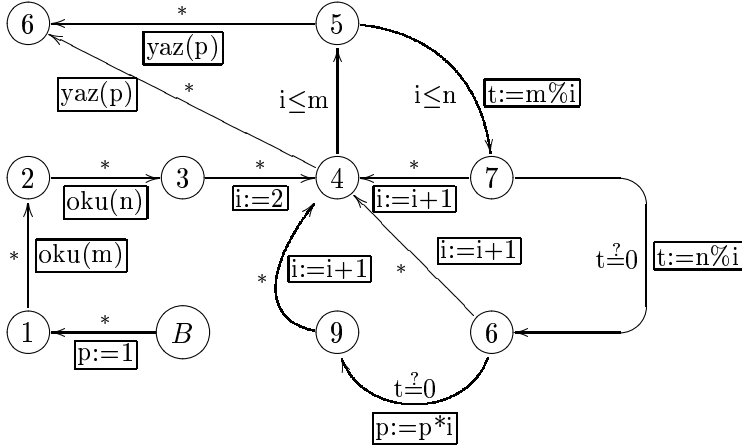 6 * 5
yaz(p)
yaz(p) *
i≤m
i≤n t:=m%i
2 * 3 * 4 * 7
oku(n) i:=2 i:=i+1
* oku(m)
i:=i+1
* i:=i+1
*
t≟0 t:=n%i
1 * B 9 6
p:=1
t≟0
p:=p*i